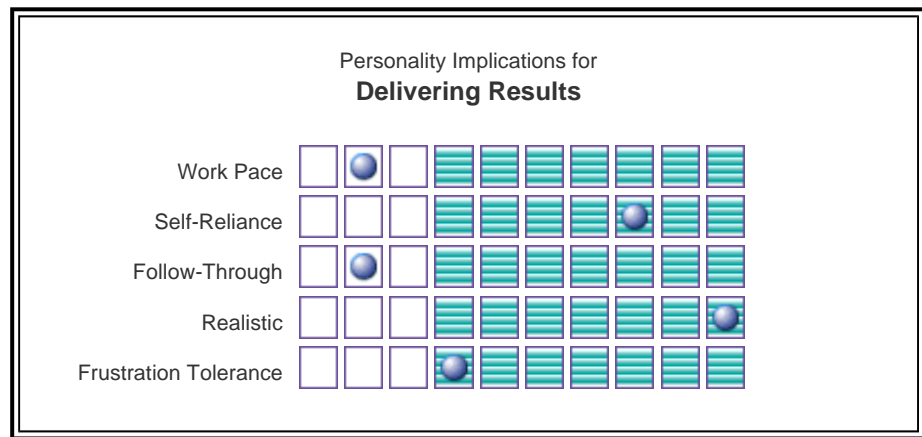 Personality Implications for
Delivering Results
Work Pace
Self-Reliance
Follow-Through
Realistic
Frustration Tolerance